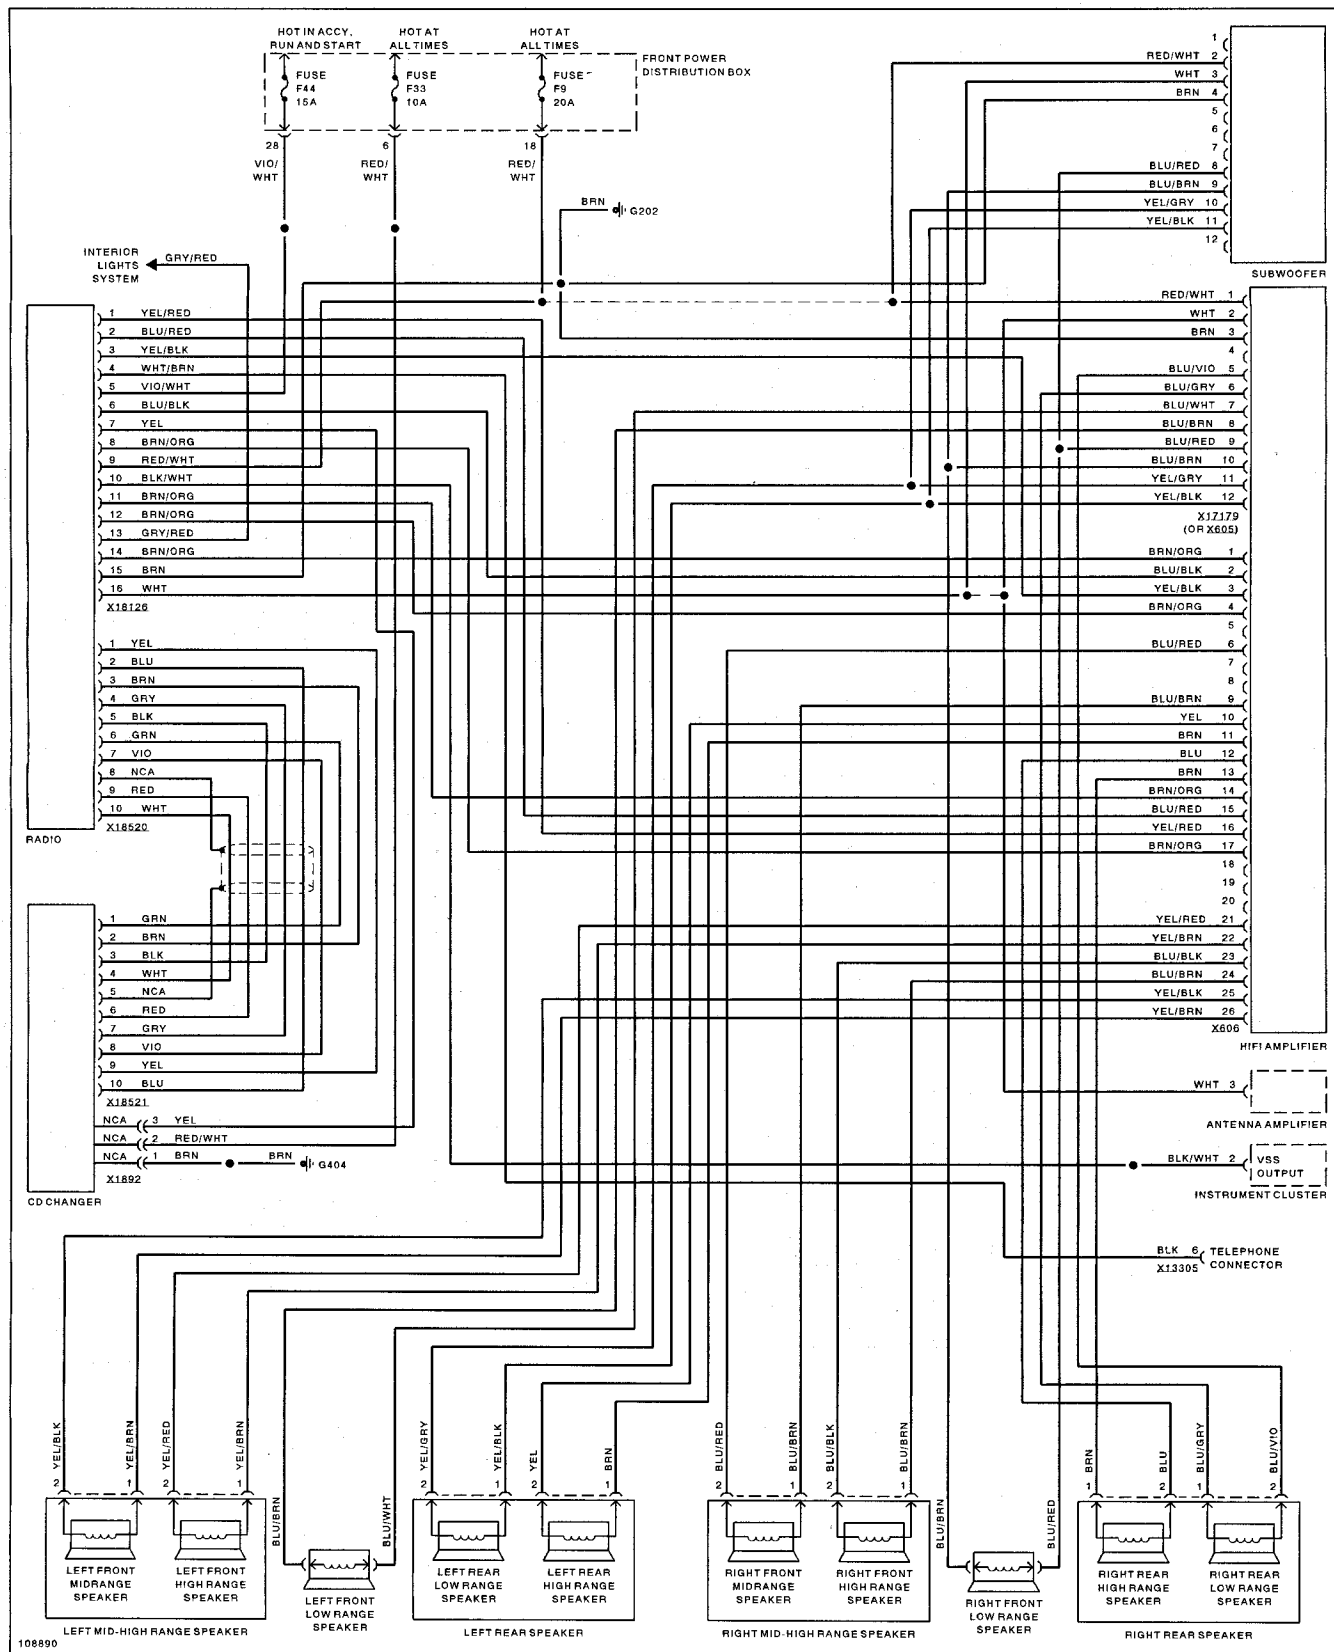 HOT IN ACCY,
RUN AND START
HOT AT
ALL TIMES
HOT AT
ALL TIMES
FUSE
F44
15A
FUSE
F33
10A
FUSE
F9
20A
FRONT POWER
DISTRIBUTION BOX
28
6
18
VIO/
WHT
RED/
WHT
RED/
WHT
BRN
G202
INTERIOR
LIGHTS
SYSTEM
GRY/RED
1
RED/WHT 2
WHT 3
BRN 4
5
6
7
BLU/RED 8
BLU/BRN 9
YEL/GRY 10
YEL/BLK 11
12
SUBWOOFER
1 YEL/RED
2 BLU/RED
3 YEL/BLK
4 WHT/BRN
5 VIO/WHT
6 BLU/BLK
7 YEL
8 BRN/ORG
9 RED/WHT
10 BLK/WHT
11 BRN/ORG
12 BRN/ORG
13 GRY/RED
14 BRN/ORG
15 BRN
16 WHT
X18126
1 YEL
2 BLU
3 BRN
4 GRY
5 BLK
6 GRN
7 VIO
8 NCA
9 RED
10 WHT
X18520
RADIO
1 GRN
2 BRN
3 BLK
4 WHT
5 NCA
6 RED
7 GRY
8 VIO
9 YEL
10 BLU
X18521
NCA 3 YEL
NCA 2 RED/WHT
NCA 1 BRN BRN G404
X1892
CD CHANGER
RED/WHT 1
WHT 2
BRN 3
4
BLU/VIO 5
BLU/GRY 6
BLU/WHT 7
BLU/BRN 8
BLU/RED 9
BLU/BRN 10
YEL/GRY 11
YEL/BLK 12
X17179
(OR X605)
BRN/ORG 1
BLU/BLK 2
YEL/BLK 3
BRN/ORG 4
5
BLU/RED 6
7
8
BLU/BRN 9
YEL 10
BRN 11
BLU 12
BRN 13
BRN/ORG 14
BLU/RED 15
YEL/RED 16
BRN/ORG 17
18
19
20
YEL/RED 21
YEL/BRN 22
BLU/BLK 23
BLU/BRN 24
YEL/BLK 25
YEL/BRN 26
X606
HIFI AMPLIFIER
WHT 3
ANTENNA AMPLIFIER
BLK/WHT 2 VSS
OUTPUT
INSTRUMENT CLUSTER
BLK 6 TELEPHONE
X13305 CONNECTOR
YEL/BLK
YEL/BRN
YEL/RED
YEL/BRN
2 1 2 1
LEFT FRONT
MIDRANGE
SPEAKER
LEFT FRONT
HIGH RANGE
SPEAKER
LEFT MID-HIGH RANGE SPEAKER
BLU/BRN
BLU/WHT
LEFT FRONT
LOW RANGE
SPEAKER
YEL/GRY
YEL/BLK
YEL
BRN
2 1 2 1
LEFT REAR
LOW RANGE
SPEAKER
LEFT REAR
HIGH RANGE
SPEAKER
LEFT REAR SPEAKER
BLU/RED
BLU/BRN
BLU/BLK
BLU/BRN
2 1 2 1
RIGHT FRONT
MIDRANGE
SPEAKER
RIGHT FRONT
HIGH RANGE
SPEAKER
RIGHT MID-HIGH RANGE SPEAKER
BLU/BRN
BLU/RED
RIGHT FRONT
LOW RANGE
SPEAKER
BRN
BLU
BLU/GRY
BLU/VIO
1 2 1 2
RIGHT REAR
HIGH RANGE
SPEAKER
RIGHT REAR
LOW RANGE
SPEAKER
RIGHT REAR SPEAKER
108890